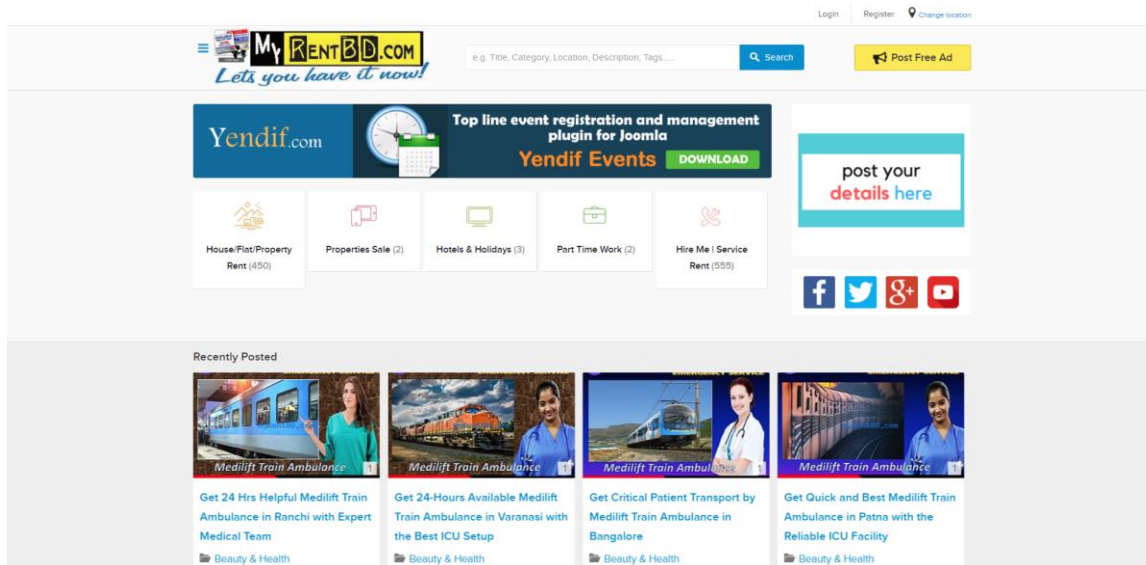 Login Register Change location
MY RENTBD.COM
Lets you have it now!
e.g. Title, Category, Location, Description, Tags......
Search
Post Free Ad
Yendif.com
Top line event registration and management
plugin for Joomla
Yendif Events DOWNLOAD
post your
details here
House/Flat/Property
Rent (450)
Properties Sale (2)
Hotels & Holidays (3)
Part Time Work (2)
Hire Me | Service
Rent (555)
Recently Posted
Medilift Train Ambulance 1
Medilift Train Ambulance 1
Medilift Train Ambulance 1
Medilift Train Ambulance 1
Get 24 Hrs Helpful Medilift Train
Ambulance in Ranchi with Expert
Medical Team
Beauty & Health
Get 24-Hours Available Medilift
Train Ambulance in Varanasi with
the Best ICU Setup
Beauty & Health
Get Critical Patient Transport by
Medilift Train Ambulance in
Bangalore
Beauty & Health
Get Quick and Best Medilift Train
Ambulance in Patna with the
Reliable ICU Facility
Beauty & Health